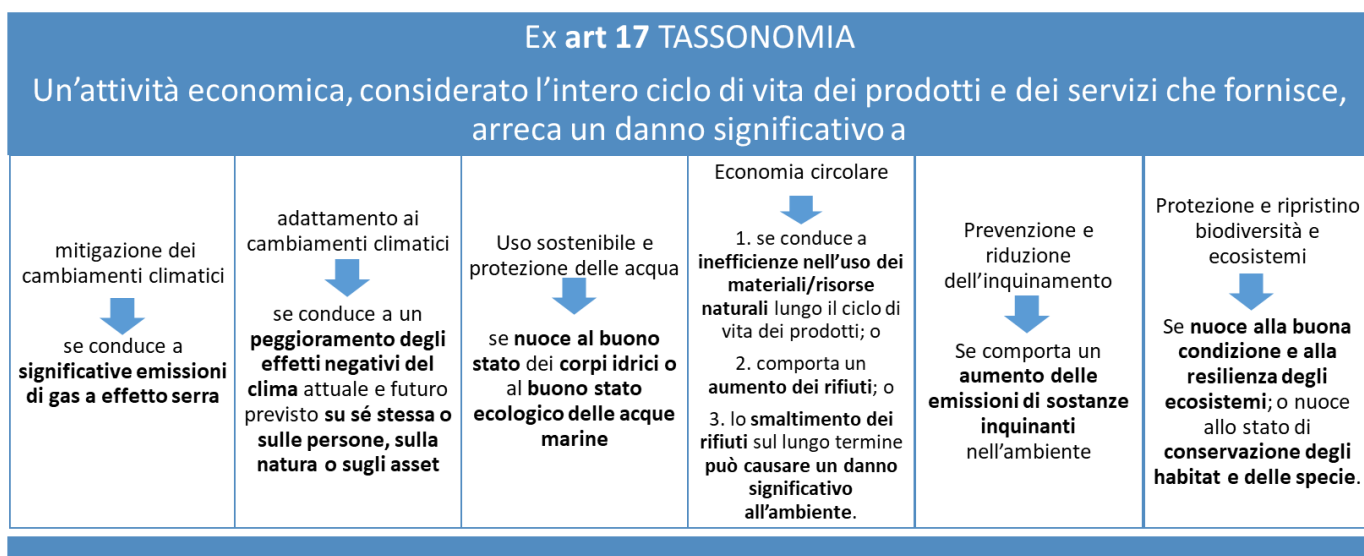 Ex art 17 TASSONOMIA
Un'attività economica, considerato l'intero ciclo di vita dei prodotti e dei servizi che fornisce,
arreca un danno significativo a
mitigazione dei
cambiamenti climatici
se conduce a
significative emissioni
di gas a effetto serra
adattamento ai
cambiamenti climatici
se conduce a un
peggioramento degli
effetti negativi del
clima attuale e futuro
previsto su sé stessa o
sulle persone, sulla
natura o sugli asset
Uso sostenibile e
protezione delle acqua
se nuoce al buono
stato dei corpi idrici o
al buono stato
ecologico delle acque
marine
Economia circolare
1. se conduce a
inefficienze nell'uso dei
materiali/risorse
naturali lungo il ciclo di
vita dei prodotti; o
2. comporta un
aumento dei rifiuti; o
3. lo smaltimento dei
rifiuti sul lungo termine
può causare un danno
significativo
all'ambiente.
Prevenzione e
riduzione
dell'inquinamento
Se comporta un
aumento delle
emissioni di sostanze
inquinanti
nell'ambiente
Protezione e ripristino
biodiversità e
ecosistemi
Se nuoce alla buona
condizione e alla
resilienza degli
ecosistemi; o nuoce
allo stato di
conservazione degli
habitat e delle specie.